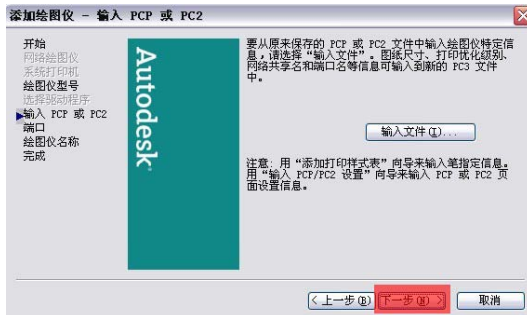 添加绘图仪 - 输入 PCP 或 PC2
开始
网络绘图仪
系统打印机
绘图仪型号
选择驱动程序
输入 PCP 或 PC2
端口
绘图仪名称
完成
Autodesk
要从原来保存的 PCP 或 PC2 文件中输入绘图仪特定信
息，请选择“输入文件”。图纸尺寸、打印优化级别、
网络共享名和端口名等信息可输入到新的 PC3 文件
中。
输入文件(I)...
注意: 用“添加打印样式表”向导来输入笔指定信息。
用“输入 PCP/PC2 设置”向导来输入 PCP 或 PC2 页
面设置信息。
< 上一步(B)
下一步(N) >
取消